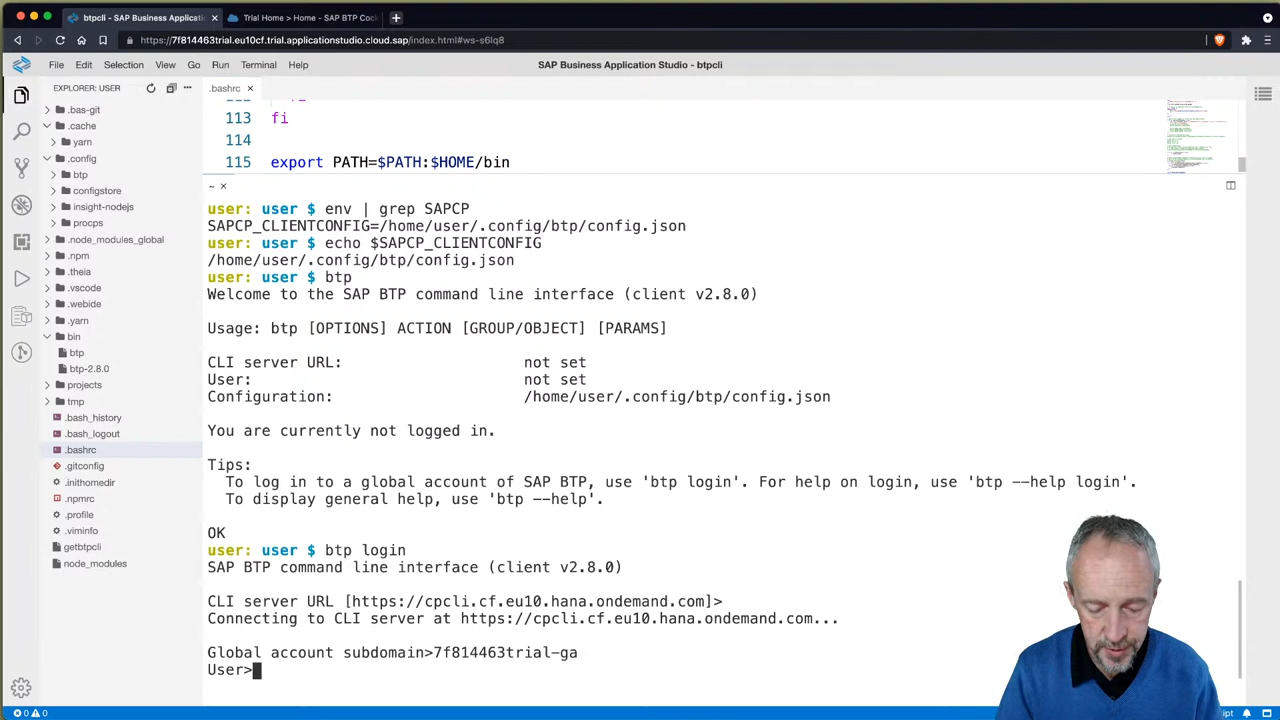 btpcli - Business Applicati
Trial Home > Home - SAP BTP Coc
https://7f814463trial.eu10cf.trial.applicationstudio.cloud.sap/index.html#ws-s6lq8
File Edit Selection View Go Run Terminal Help
SAP Business Application Studio - btpcli
EXPLORER: USER
.bas-git
.cache
yarn
.config
btp
configstore
insight-nodejs
procps
.node_modules_global
.npm
.theia
.vscode
.webide
.yarn
bin
btp
btp-2.8.0
projects
tmp
.bash_history
.bash_logout
.bashrc
.gitconfig
.inithomedir
.npmrc
.profile
.viminfo
getbtpcli
node_modules
.bashrc
113 fi
114
115 export PATH=$PATH:$HOME/bin
~
user: user $ env | grep SAPCP
SAPCP_CLIENTCONFIG=/home/user/.config/btp/config.json
user: user $ echo $SAPCP_CLIENTCONFIG
/home/user/.config/btp/config.json
user: user $ btp
Welcome to the SAP BTP command line interface (client v2.8.0)
Usage: btp [OPTIONS] ACTION [GROUP/OBJECT] [PARAMS]
CLI server URL: not set
User: not set
Configuration: /home/user/.config/btp/config.json
You are currently not logged in.
Tips:
To log in to a global account of SAP BTP, use 'btp login'. For help on login, use 'btp --help login'.
To display general help, use 'btp --help'.
OK
user: user $ btp login
SAP BTP command line interface (client v2.8.0)
CLI server URL [https://cpcli.cf.eu10.hana.ondemand.com]>
Connecting to CLI server at https://cpcli.cf.eu10.hana.ondemand.com...
Global account subdomain>7f814463trial-ga
User>
0 0
ipt